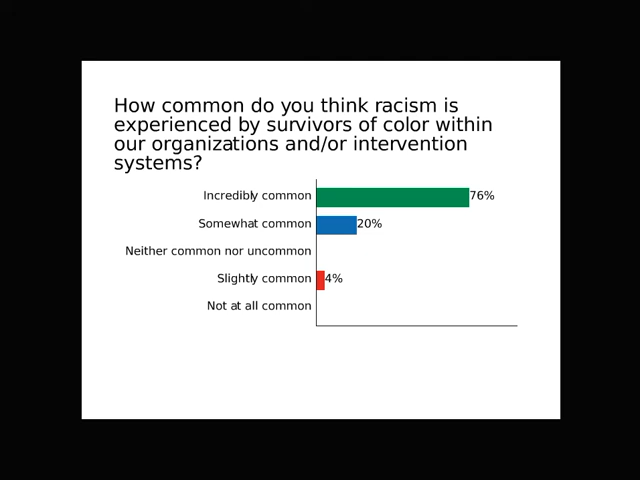 How common do you think racism is
experienced by survivors of color within
our organizations and/or intervention
systems?
Incredibly common 76%
Somewhat common 20%
Neither common nor uncommon
Slightly common 4%
Not at all common